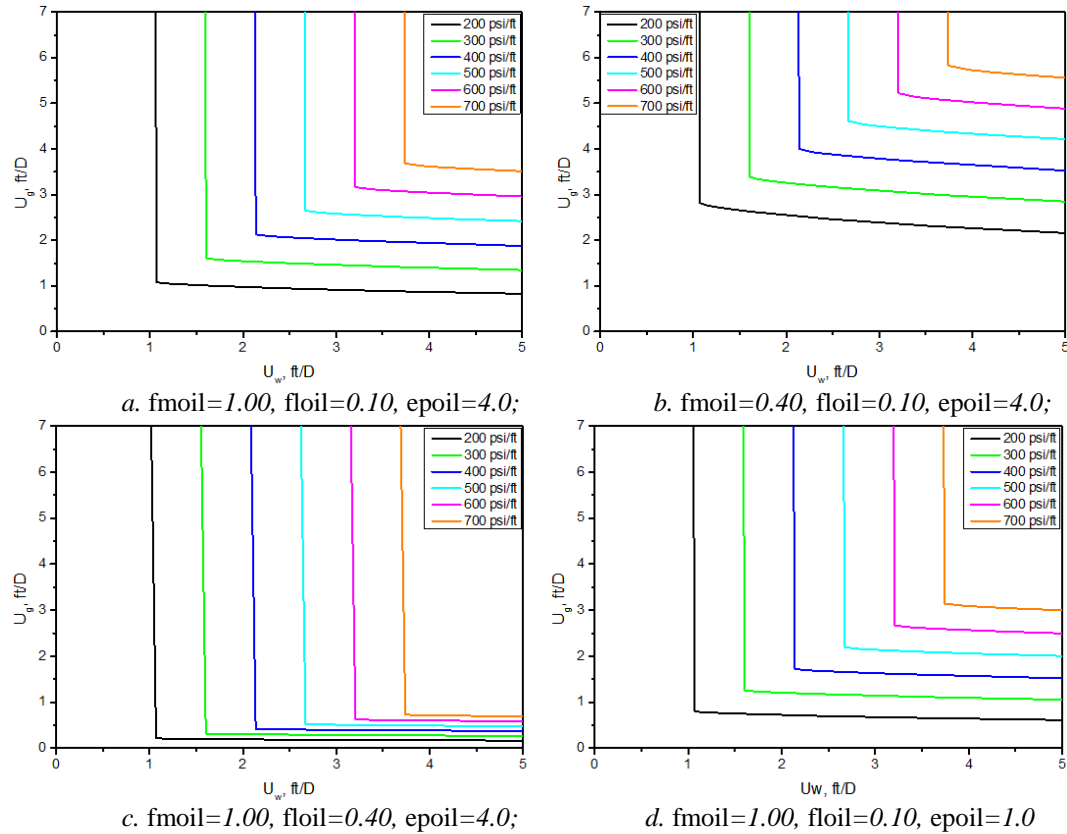 7
6
5
4
3
2
1
0
U_g, ft/D
200 psi/ft
300 psi/ft
400 psi/ft
500 psi/ft
600 psi/ft
700 psi/ft
0 1 2 3 4 5
U_w, ft/D
a. fmoil=1.00, floil=0.10, epoil=4.0;
7
6
5
4
3
2
1
0
U_g, ft/D
200 psi/ft
300 psi/ft
400 psi/ft
500 psi/ft
600 psi/ft
700 psi/ft
0 1 2 3 4 5
U_w, ft/D
b. fmoil=0.40, floil=0.10, epoil=4.0;
7
6
5
4
3
2
1
0
U_g, ft/D
200 psi/ft
300 psi/ft
400 psi/ft
500 psi/ft
600 psi/ft
700 psi/ft
0 1 2 3 4 5
U_w, ft/D
c. fmoil=1.00, floil=0.40, epoil=4.0;
7
6
5
4
3
2
1
0
U_g, ft/D
200 psi/ft
300 psi/ft
400 psi/ft
500 psi/ft
600 psi/ft
700 psi/ft
0 1 2 3 4 5
Uw, ft/D
d. fmoil=1.00, floil=0.10, epoil=1.0